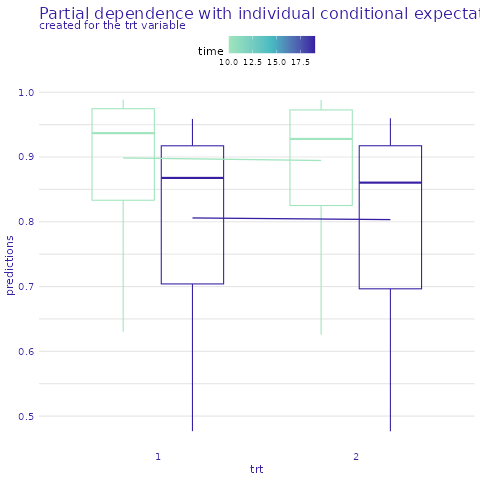 Partial dependence with individual conditional expectat
created for the trt variable
time
10.0 12.5 15.0 17.5
1.0
0.9
0.8
0.7
0.6
0.5
predictions
1 2
trt